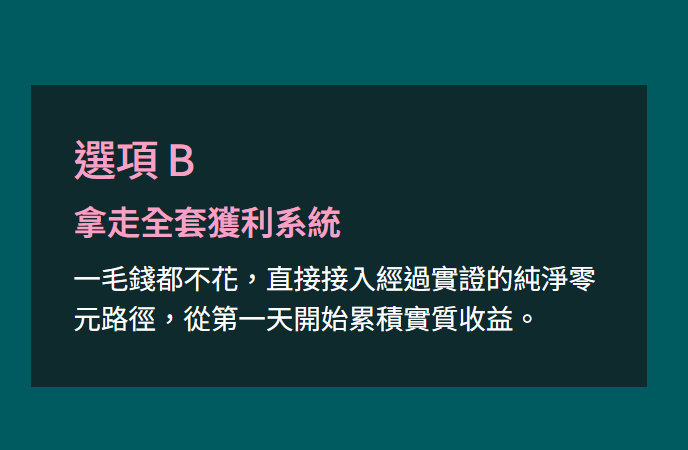 選項 B
拿走全套獲利系統
一毛錢都不花，直接接入經過實證的純淨零
元路徑，從第一天開始累積實質收益。